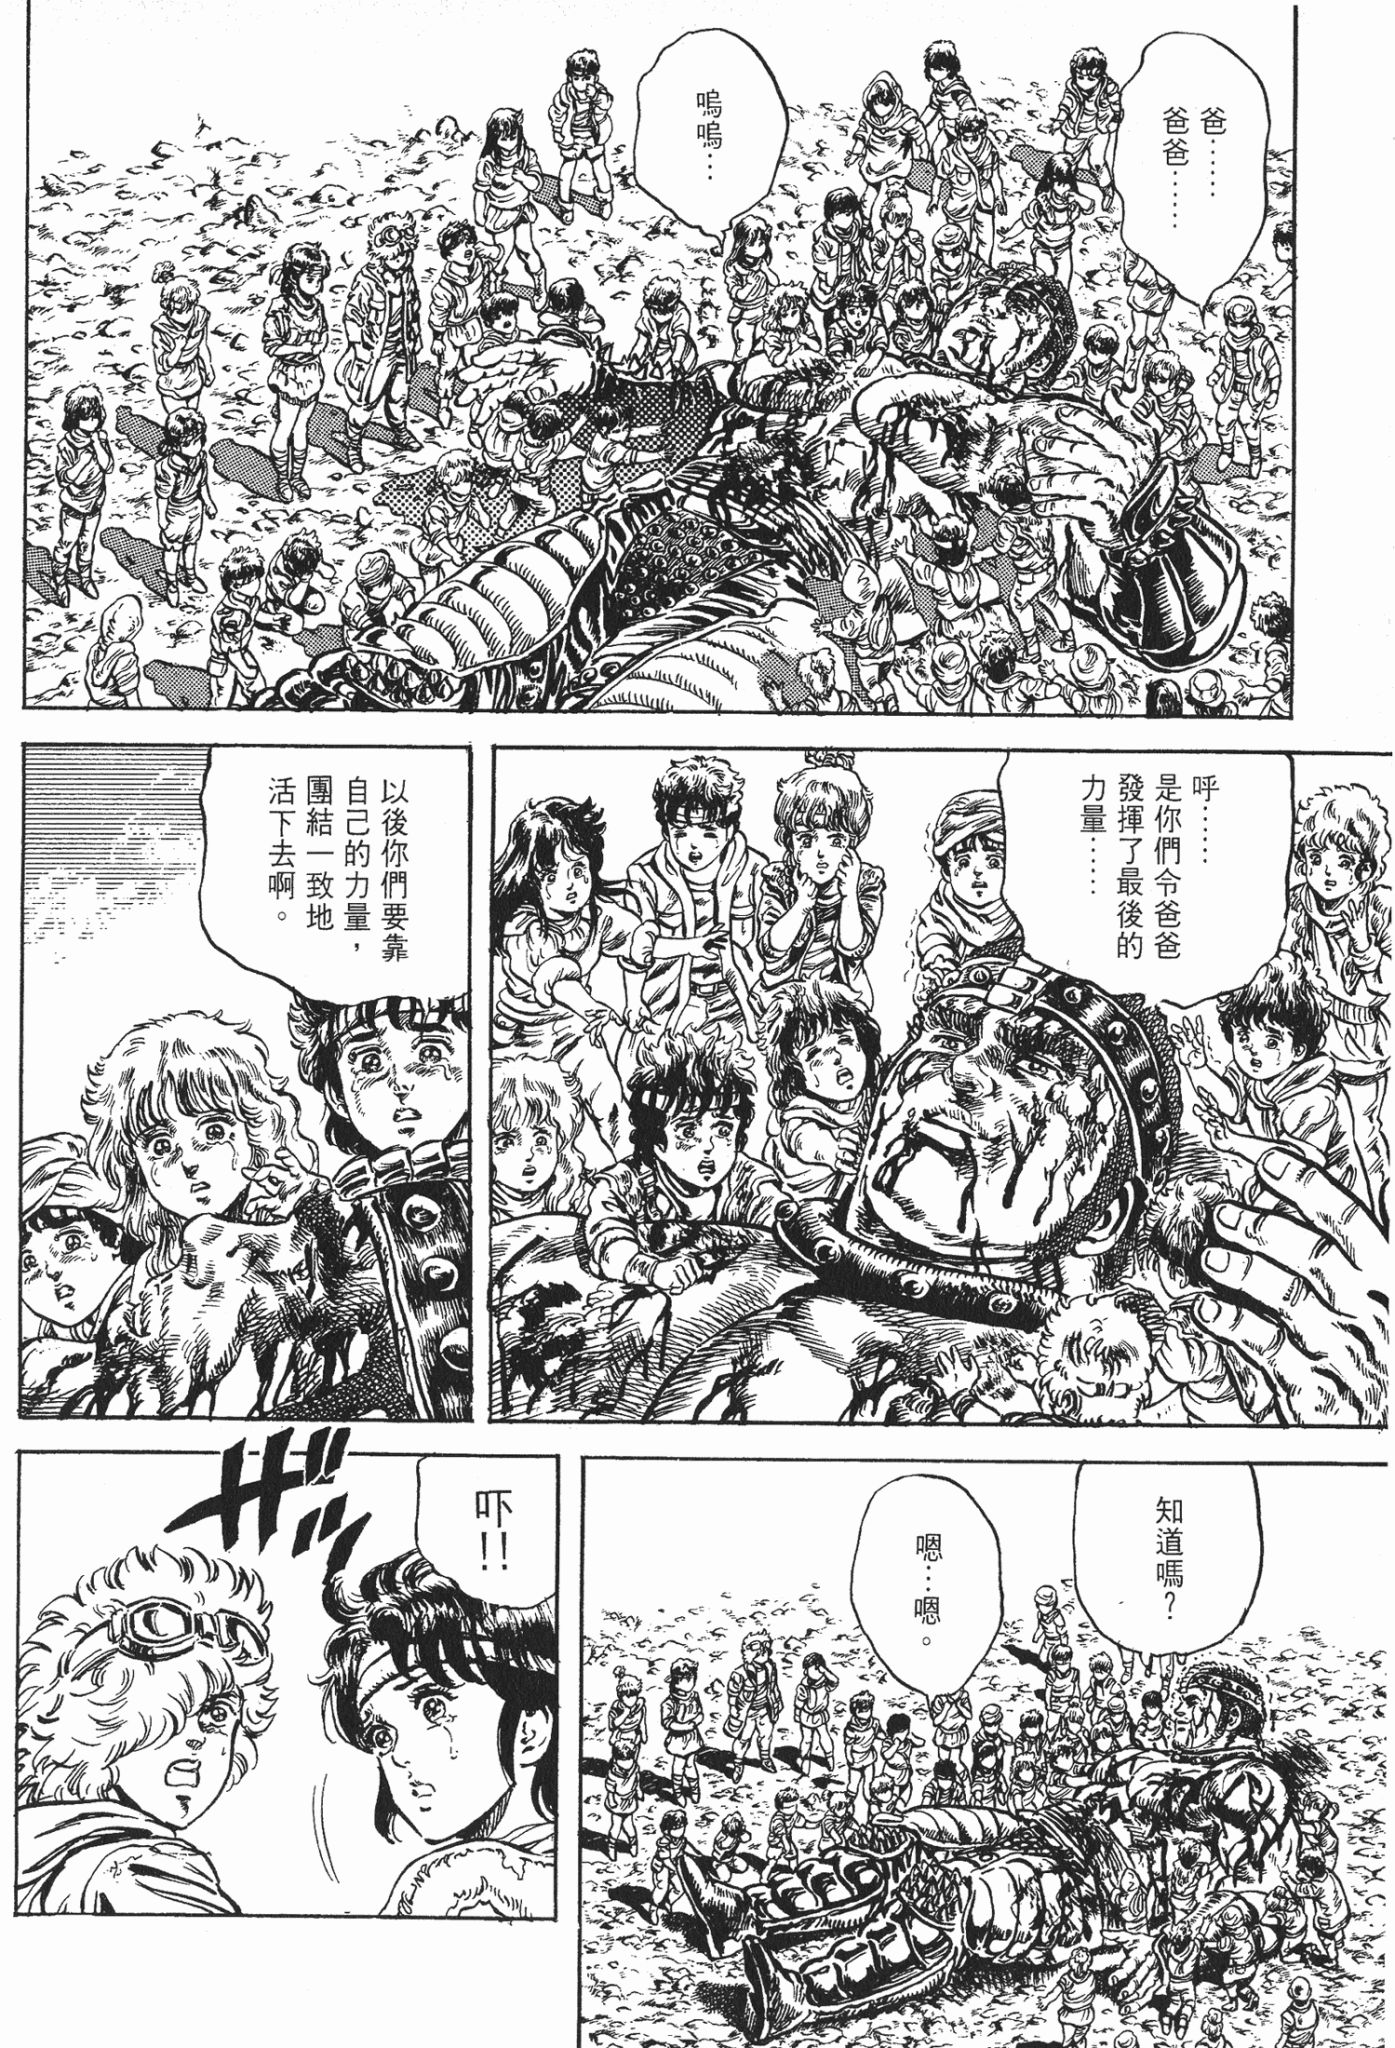 爸……
爸爸………
嗚嗚…
呼……
是你們令爸爸
發揮了最後的
力量……
以後你們要靠
自己的力量，
團結一致地
活下去啊。
知道嗎？
嗯…嗯。
吓!!
ザッ